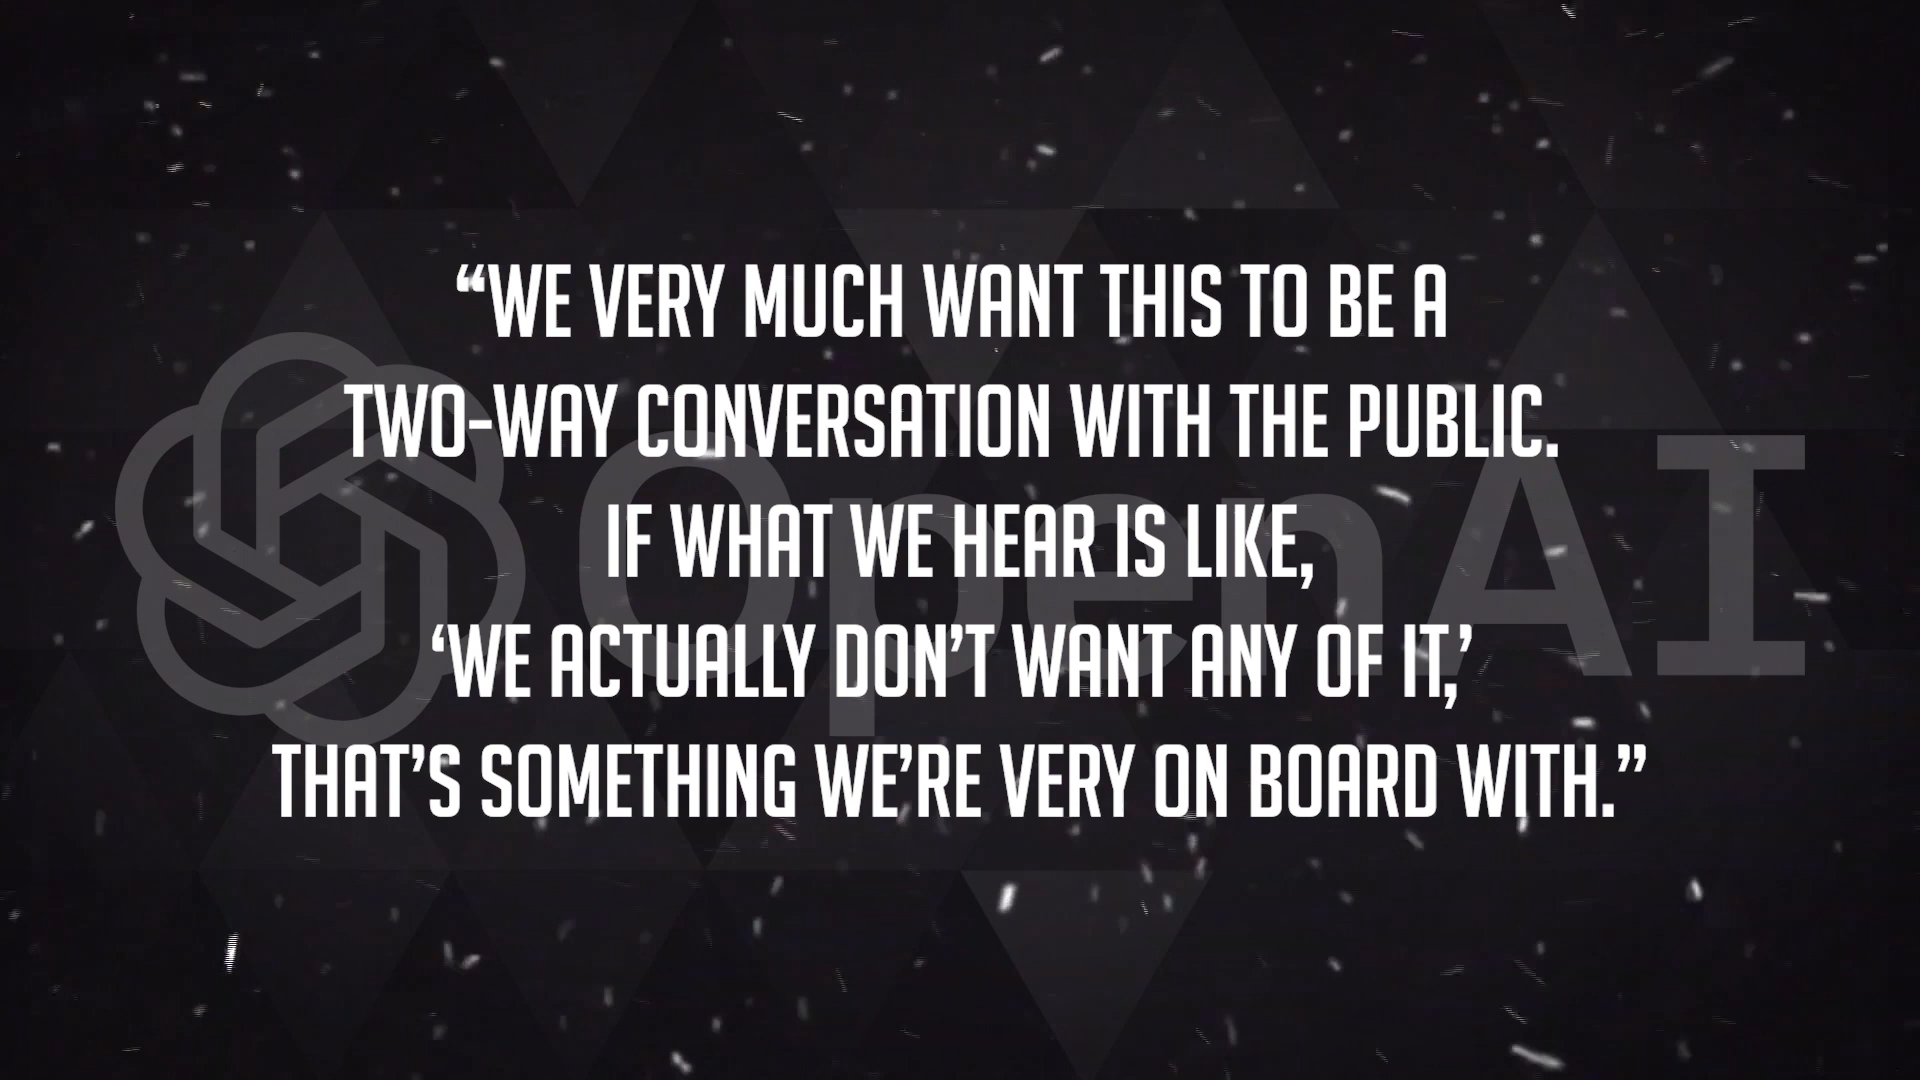 “WE VERY MUCH WANT THIS TO BE A
TWO-WAY CONVERSATION WITH THE PUBLIC.
IF WHAT WE HEAR IS LIKE,
‘WE ACTUALLY DON’T WANT ANY OF IT,’
THAT’S SOMETHING WE’RE VERY ON BOARD WITH.”
OpenAI